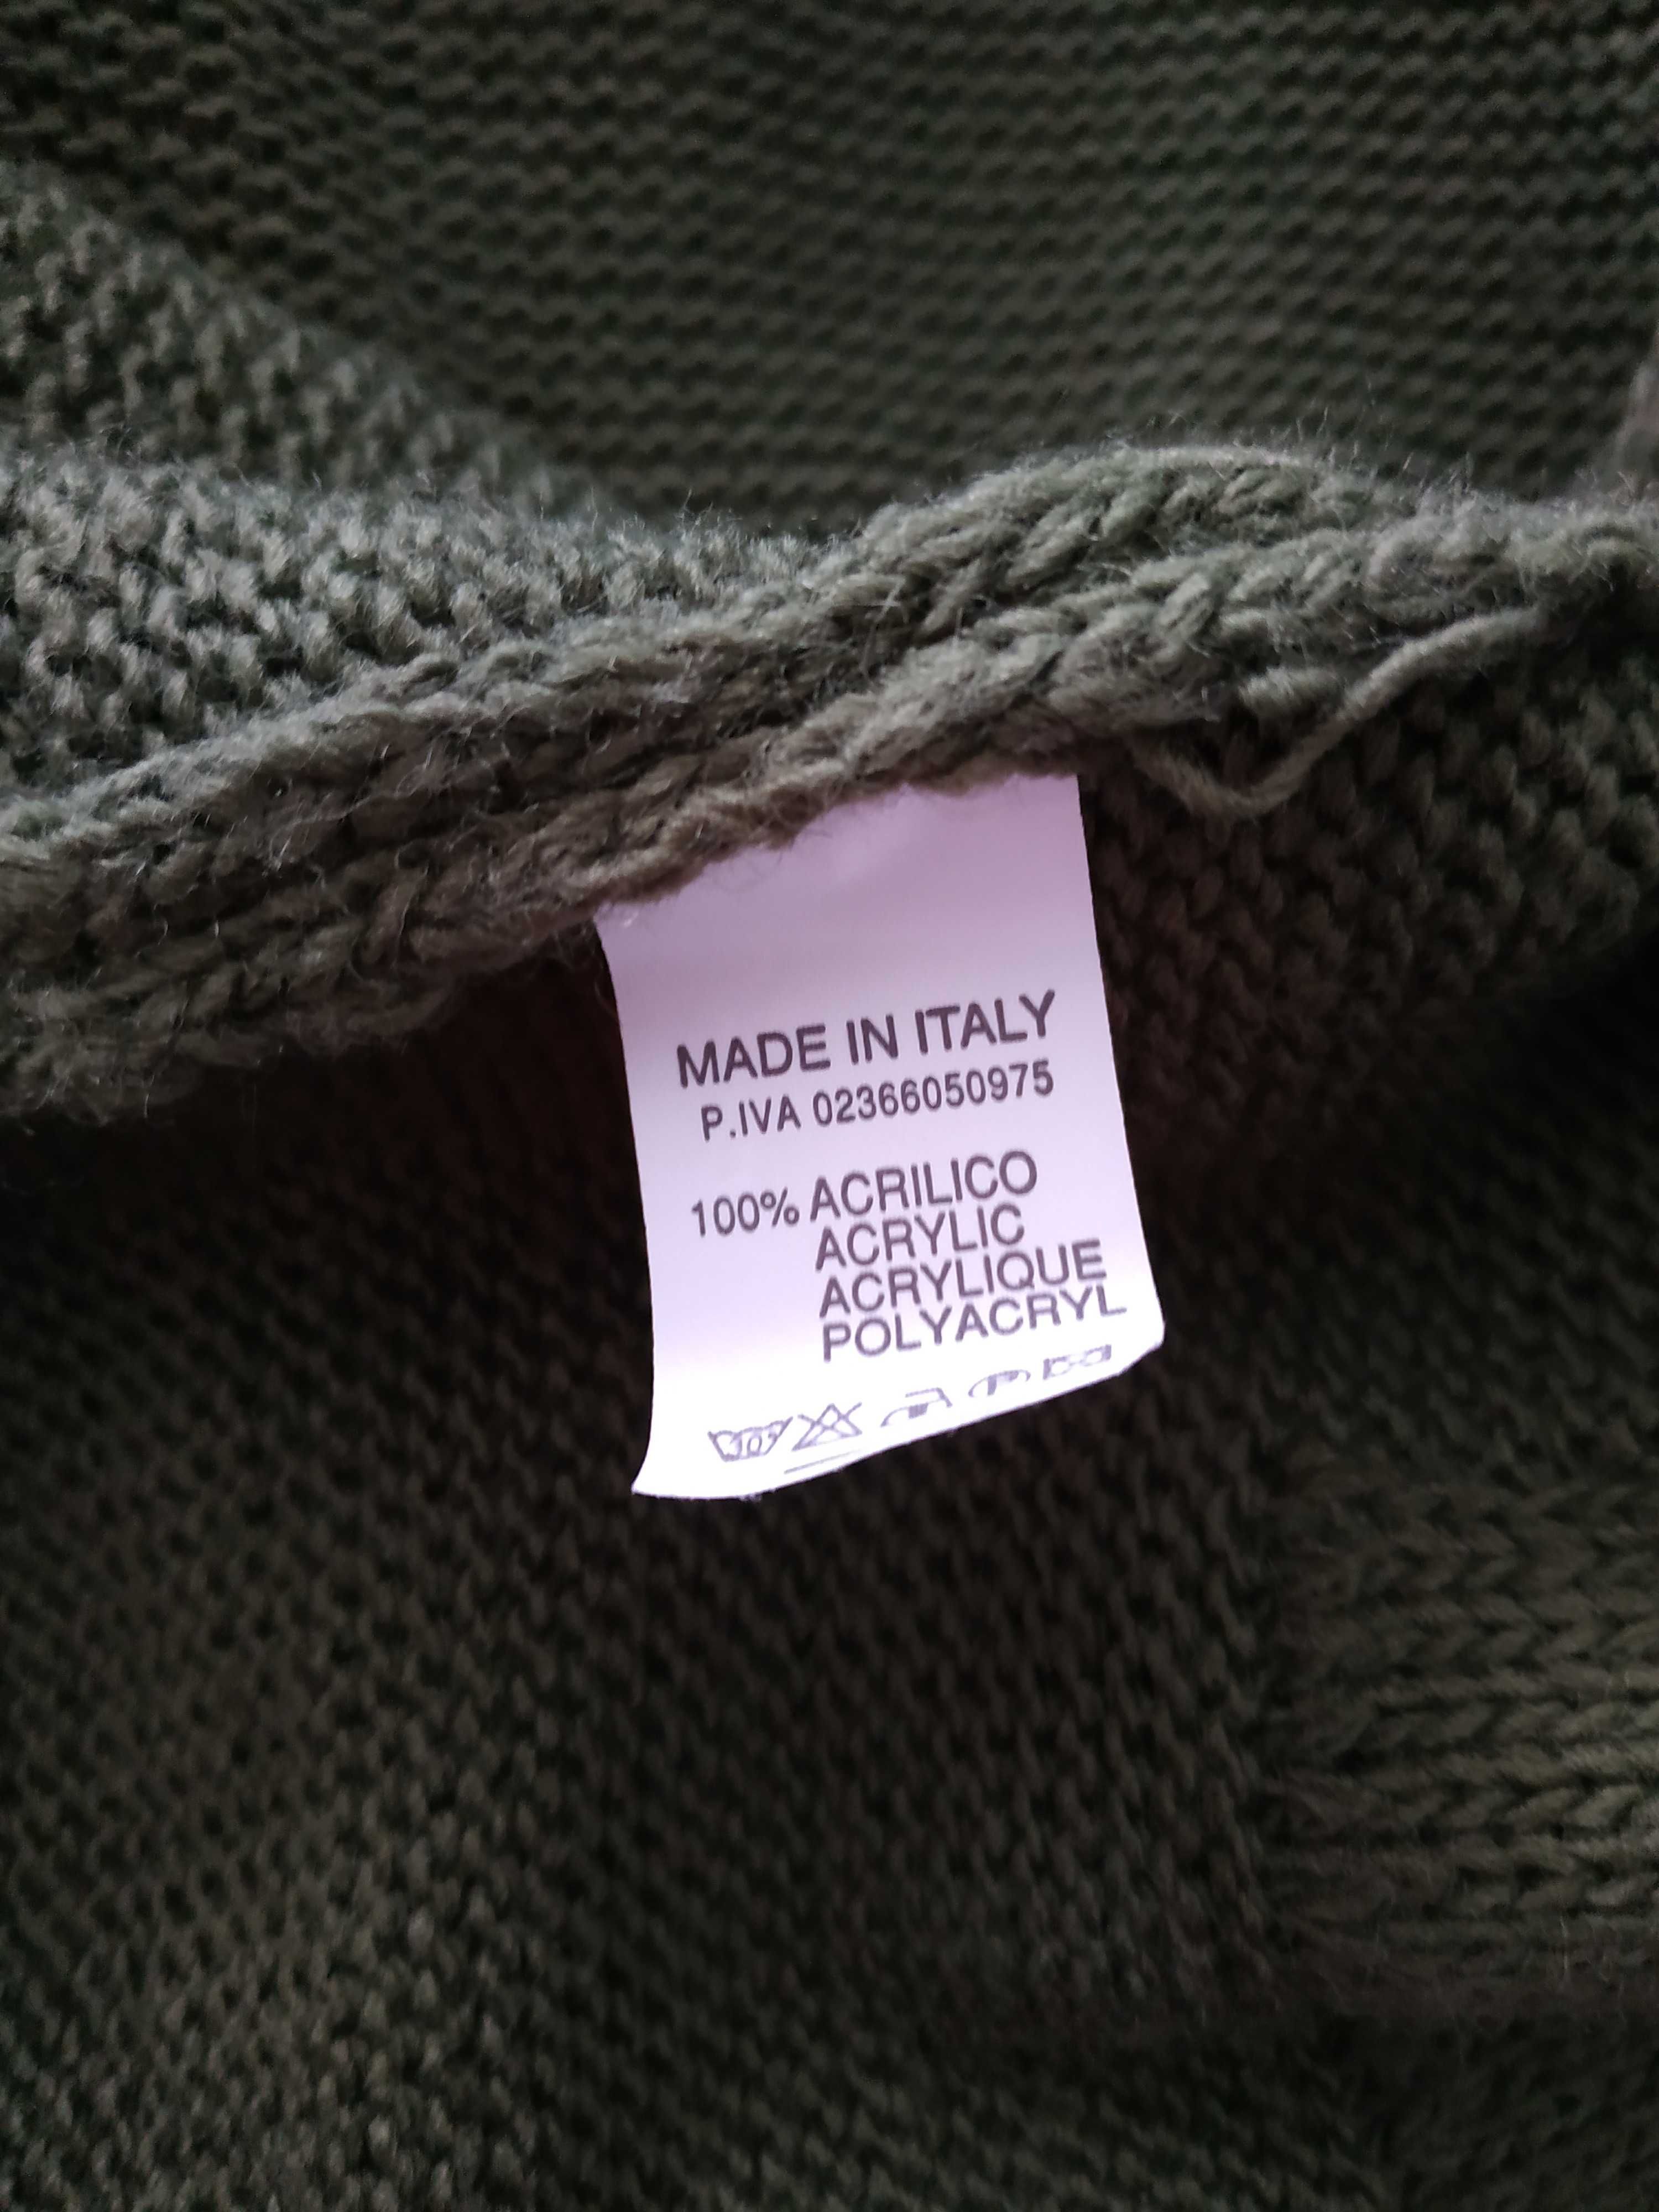 MADE IN ITALY
P.IVA 02366050975
100% ACRILICO
ACRYLIC
ACRYLIQUE
POLYACRYL